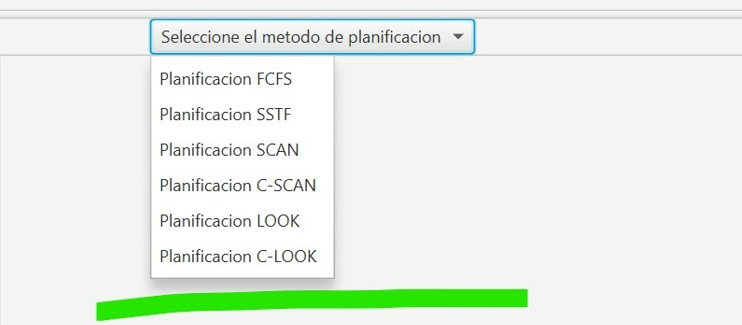 Seleccione el metodo de planificacion
Planificacion FCFS
Planificacion SSTF
Planificacion SCAN
Planificacion C-SCAN
Planificacion LOOK
Planificacion C-LOOK